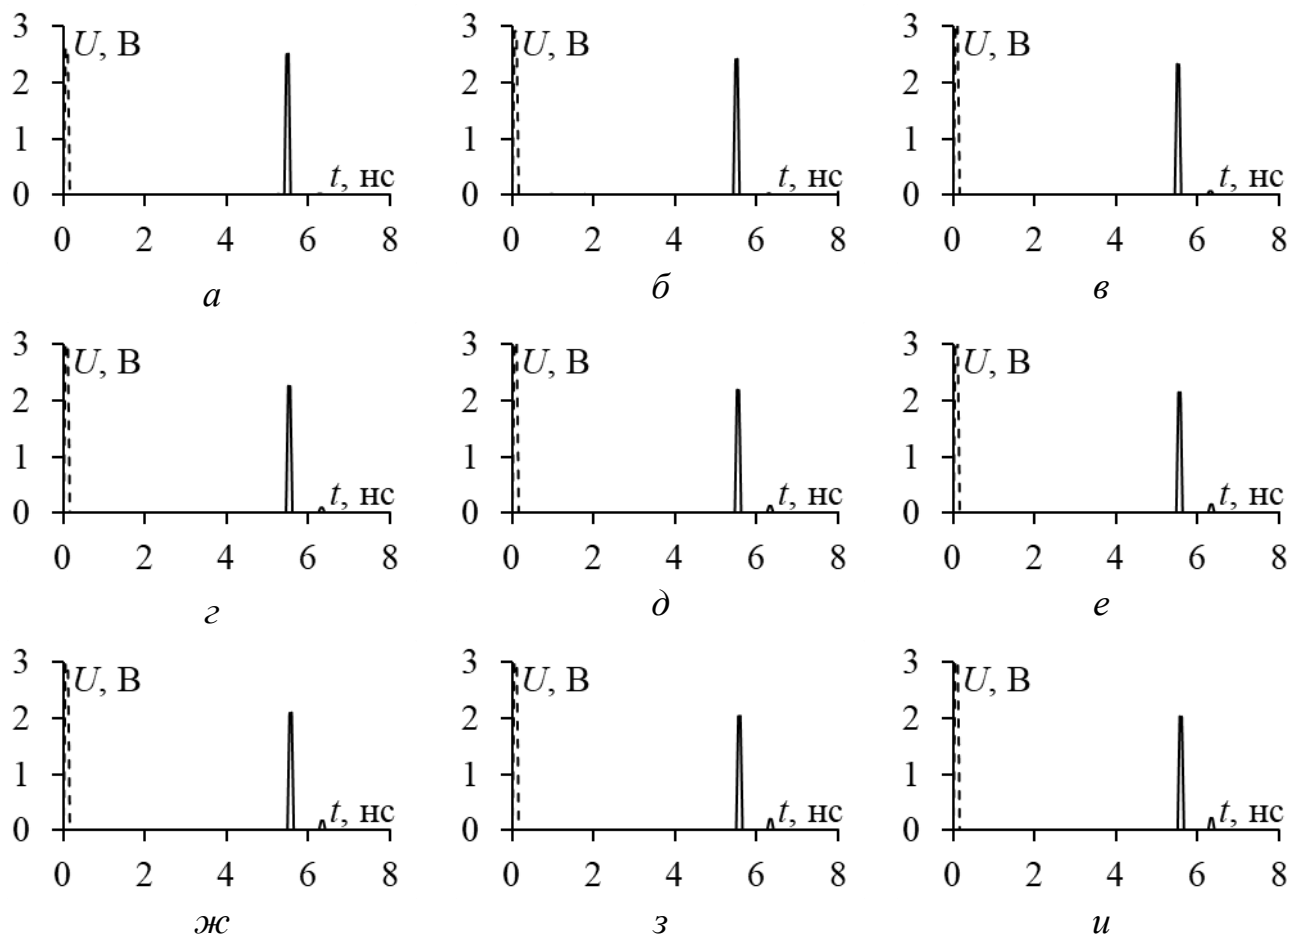 3 U, В 3 U, В 3 U, В
2 2 2
1 1 1
0 t, нс 0 t, нс 0 t, нс
0 2 4 6 8 0 2 4 6 8 0 2 4 6 8
а б в
3 U, В 3 U, В 3 U, В
2 2 2
1 1 1
0 t, нс 0 t, нс 0 t, нс
0 2 4 6 8 0 2 4 6 8 0 2 4 6 8
г д е
3 U, В 3 U, В 3 U, В
2 2 2
1 1 1
0 t, нс 0 t, нс 0 t, нс
0 2 4 6 8 0 2 4 6 8 0 2 4 6 8
ж з и